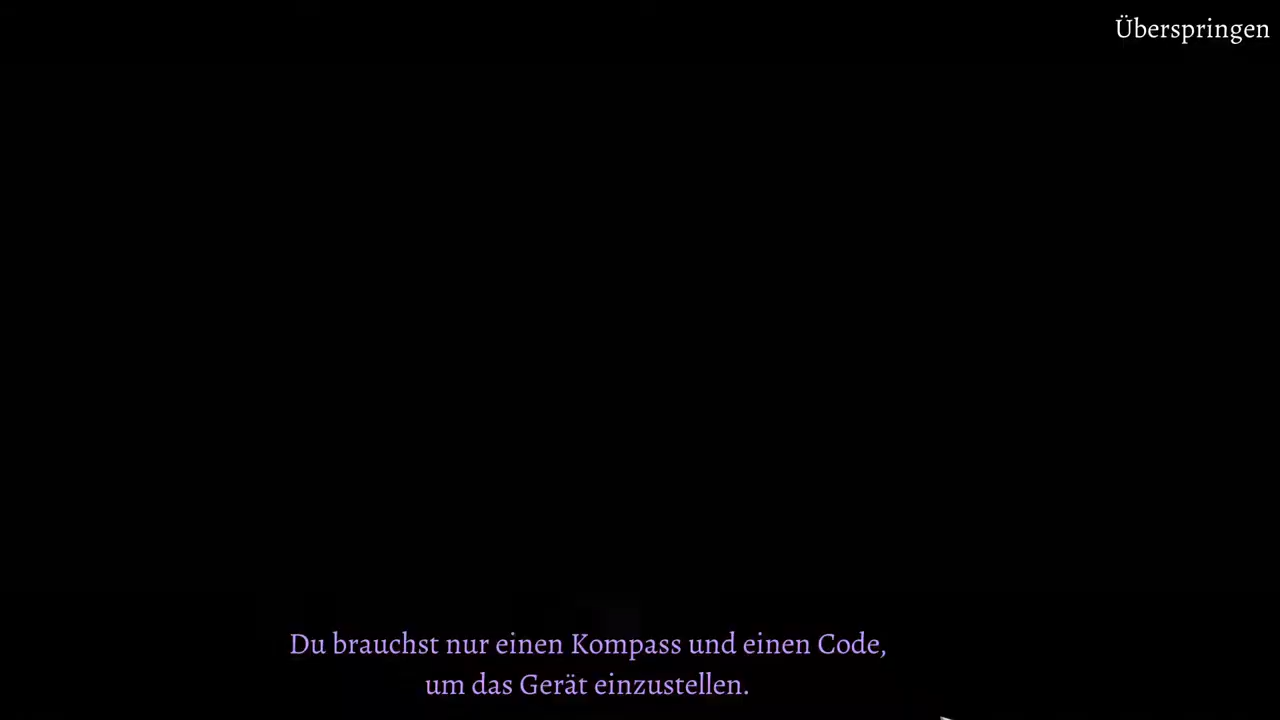 Überspringen
Du brauchst nur einen Kompass und einen Code,
um das Gerät einzustellen.